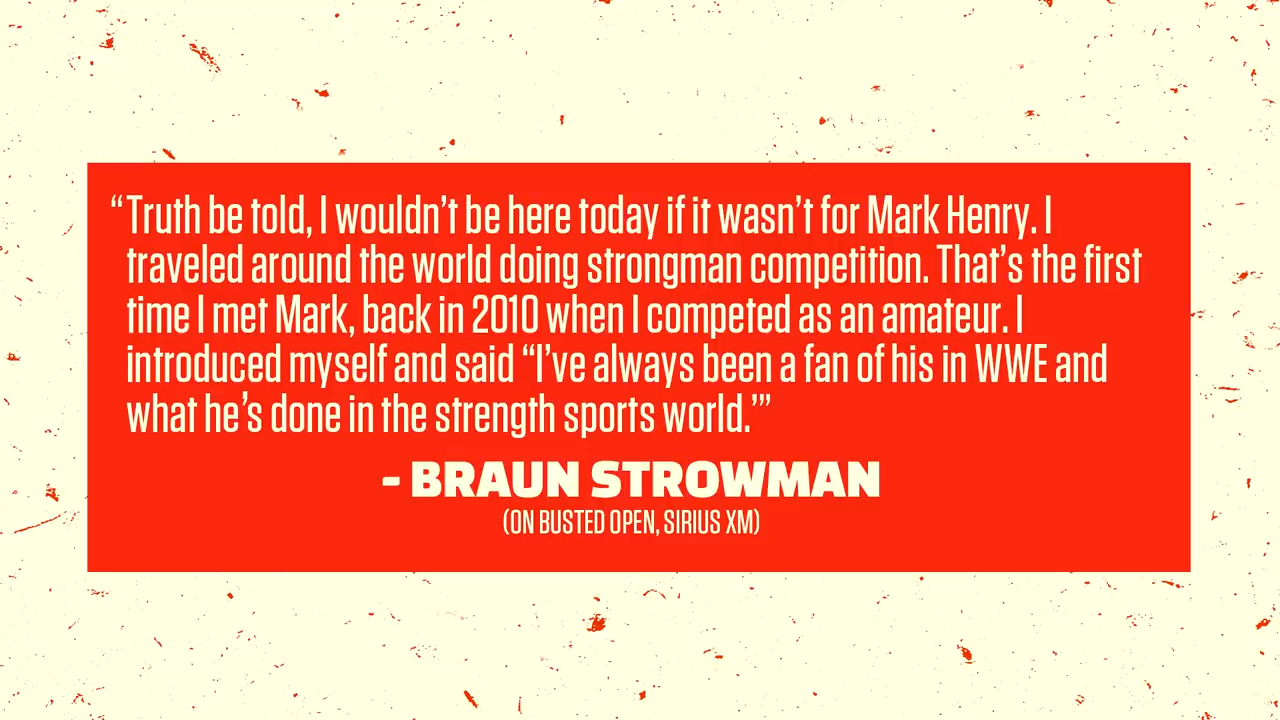 “Truth be told, I wouldn’t be here today if it wasn’t for Mark Henry. I
traveled around the world doing strongman competition. That’s the first
time I met Mark, back in 2010 when I competed as an amateur. I
introduced myself and said “I’ve always been a fan of his in WWE and
what he’s done in the strength sports world.’”
- BRAUN STROWMAN
(ON BUSTED OPEN, SIRIUS XM)